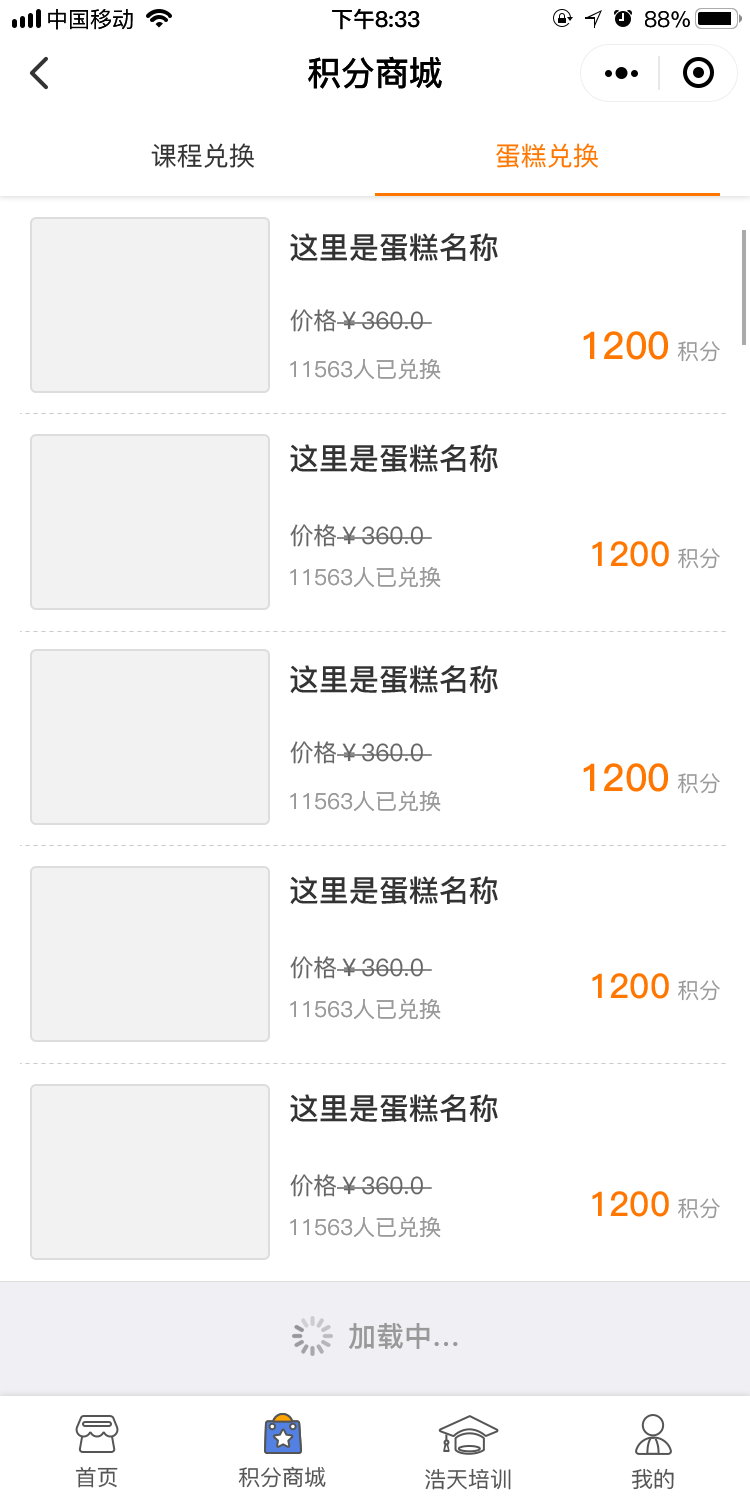 中国移动 下午8:33 88%
积分商城
课程兑换 蛋糕兑换
这里是蛋糕名称
价格¥360.0
1200 积分
11563人已兑换
这里是蛋糕名称
价格¥360.0
1200 积分
11563人已兑换
这里是蛋糕名称
价格¥360.0
1200 积分
11563人已兑换
这里是蛋糕名称
价格¥360.0
1200 积分
11563人已兑换
这里是蛋糕名称
价格¥360.0
1200 积分
11563人已兑换
加载中...
首页 积分商城 浩天培训 我的